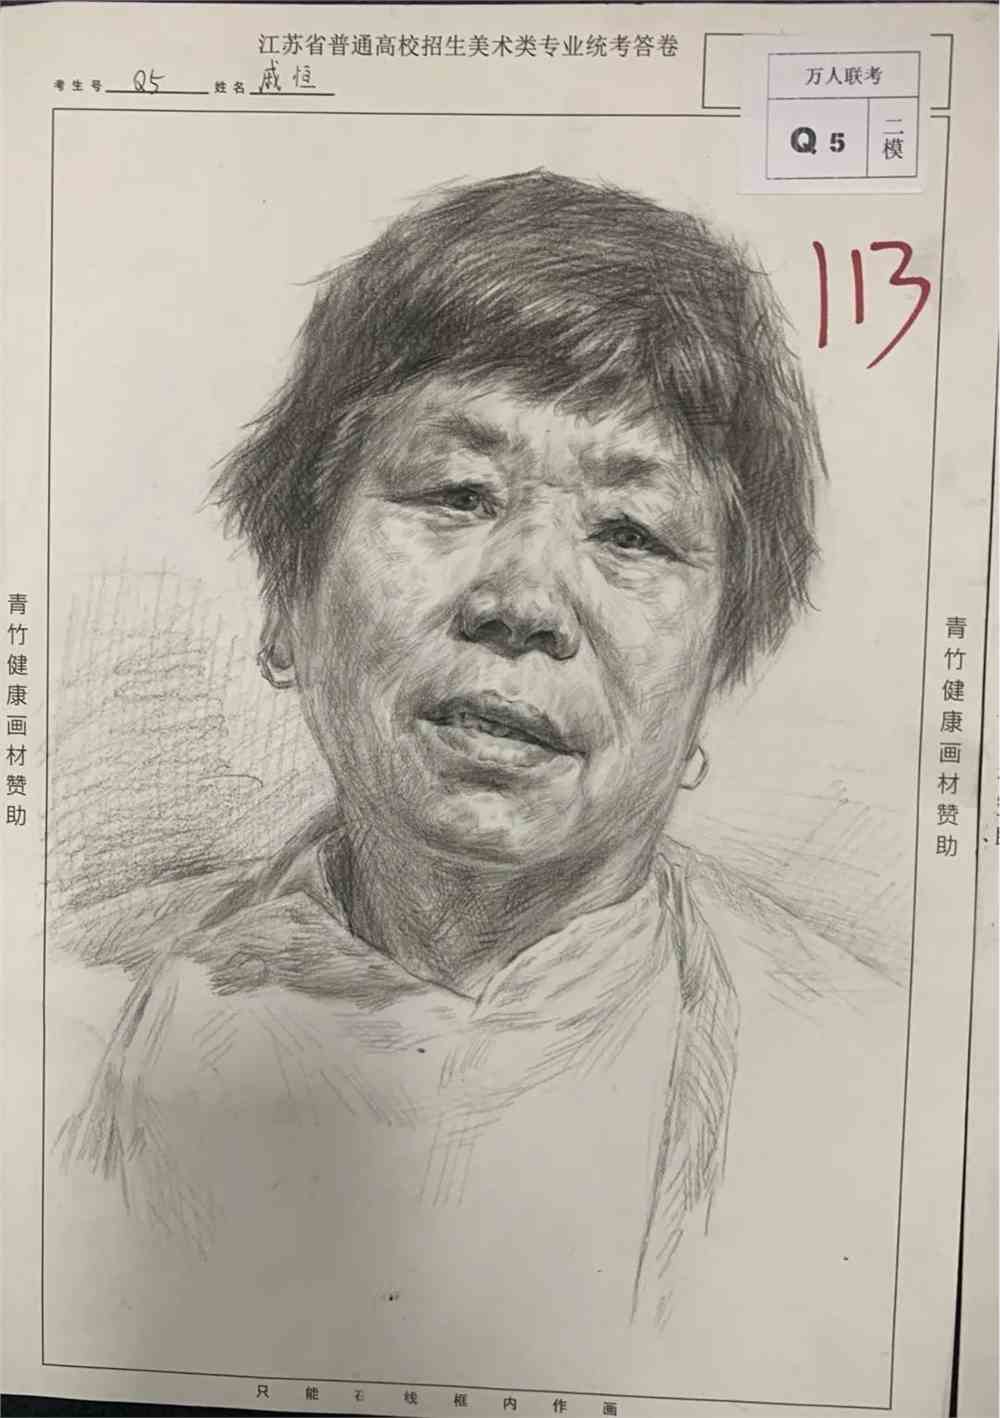 江苏省普通高校招生美术类专业统考答卷
考生号 Q5 姓名 戚恒
万人联考
Q 5
二模
113
青竹健康画材赞助
青竹健康画材赞助
只能在线框内作画